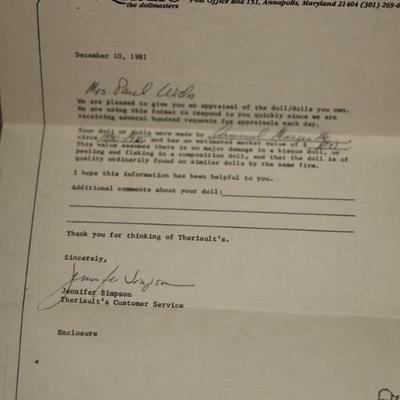 the dollmasters
Post Office Box 151, Annapolis, Maryland 21404 (301) 269-0
December 10, 1981
Mrs. Paul
We are pleased to give you an appraisal of the doll/dolls you own.
We are using this format to respond to you quickly since we are
receiving several hundred requests for appraisals each day.
Your doll or dolls were made by
circa and has an estimated market value of $
This value assumes there is no major damage in a bisque doll, or
peeling and flaking in a composition doll, and that the doll is of
quality ordinarily found on similar dolls by the same firm.
I hope this information has been helpful to you.
Additional comments about your doll:
Thank you for thinking of Theriault's.
Sincerely,
Jennifer Simpson
Jennifer Simpson
Theriault's Customer Service
Enclosure